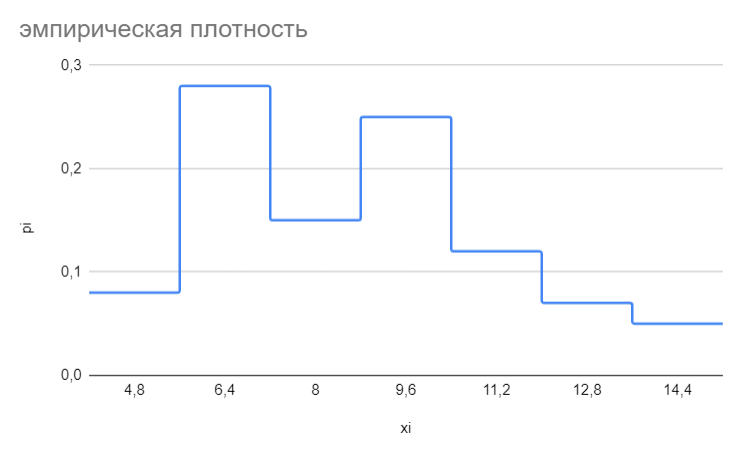 эмпирическая плотность
0,3
0,2
0,1
0,0
pi
4,8 6,4 8 9,6 11,2 12,8 14,4
xi